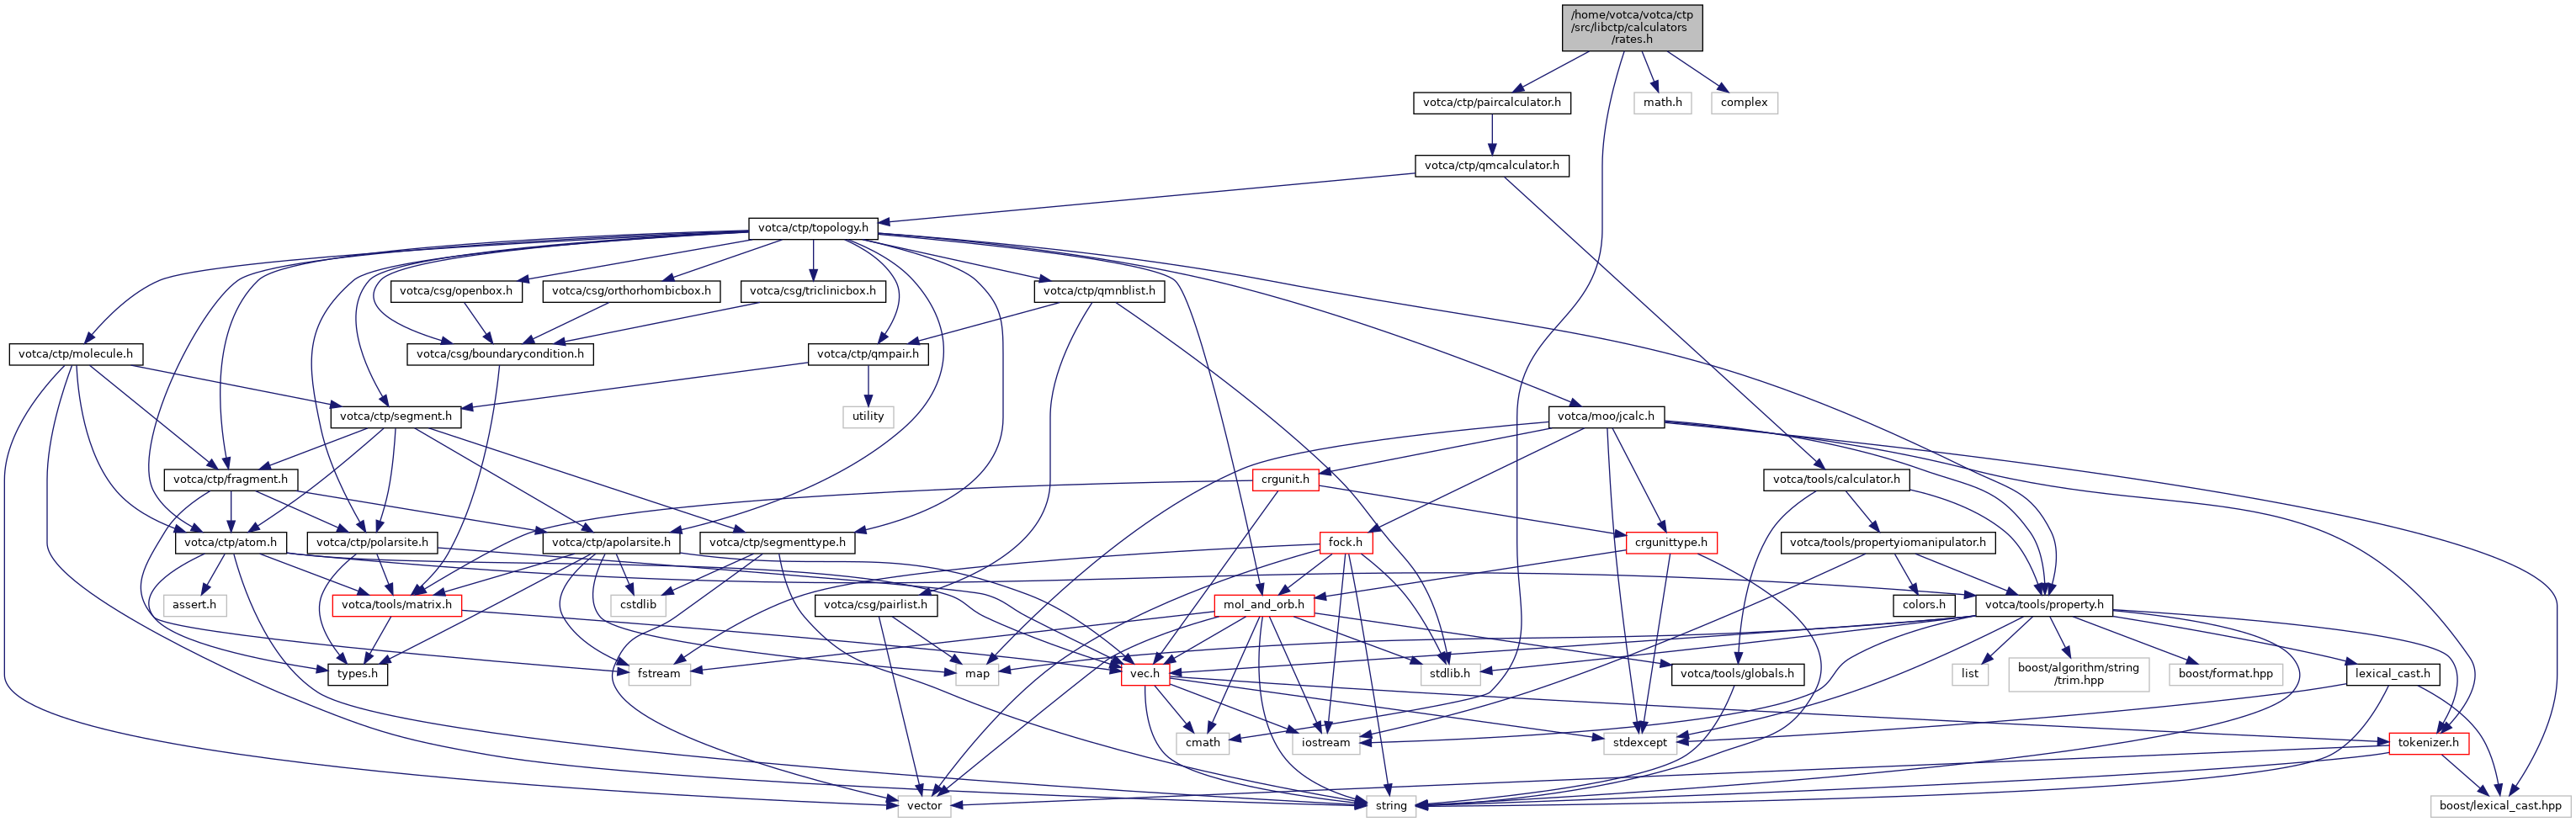 /home/votca/votca/ctp
/src/libctp/calculators
/rates.h
votca/ctp/paircalculator.h
math.h
complex
votca/ctp/qmcalculator.h
votca/ctp/topology.h
votca/csg/openbox.h
votca/csg/orthorhombicbox.h
votca/csg/triclinicbox.h
votca/ctp/qmnblist.h
votca/ctp/molecule.h
votca/csg/boundarycondition.h
votca/ctp/qmpair.h
votca/ctp/segment.h
utility
votca/moo/jcalc.h
votca/ctp/fragment.h
crgunit.h
votca/tools/calculator.h
votca/ctp/atom.h
votca/ctp/polarsite.h
votca/ctp/apolarsite.h
votca/ctp/segmenttype.h
fock.h
crgunittype.h
votca/tools/propertyiomanipulator.h
assert.h
votca/tools/matrix.h
cstdlib
votca/csg/pairlist.h
mol_and_orb.h
colors.h
votca/tools/property.h
types.h
fstream
map
vec.h
stdlib.h
votca/tools/globals.h
list
boost/algorithm/string
/trim.hpp
boost/format.hpp
lexical_cast.h
cmath
iostream
stdexcept
tokenizer.h
vector
string
boost/lexical_cast.hpp